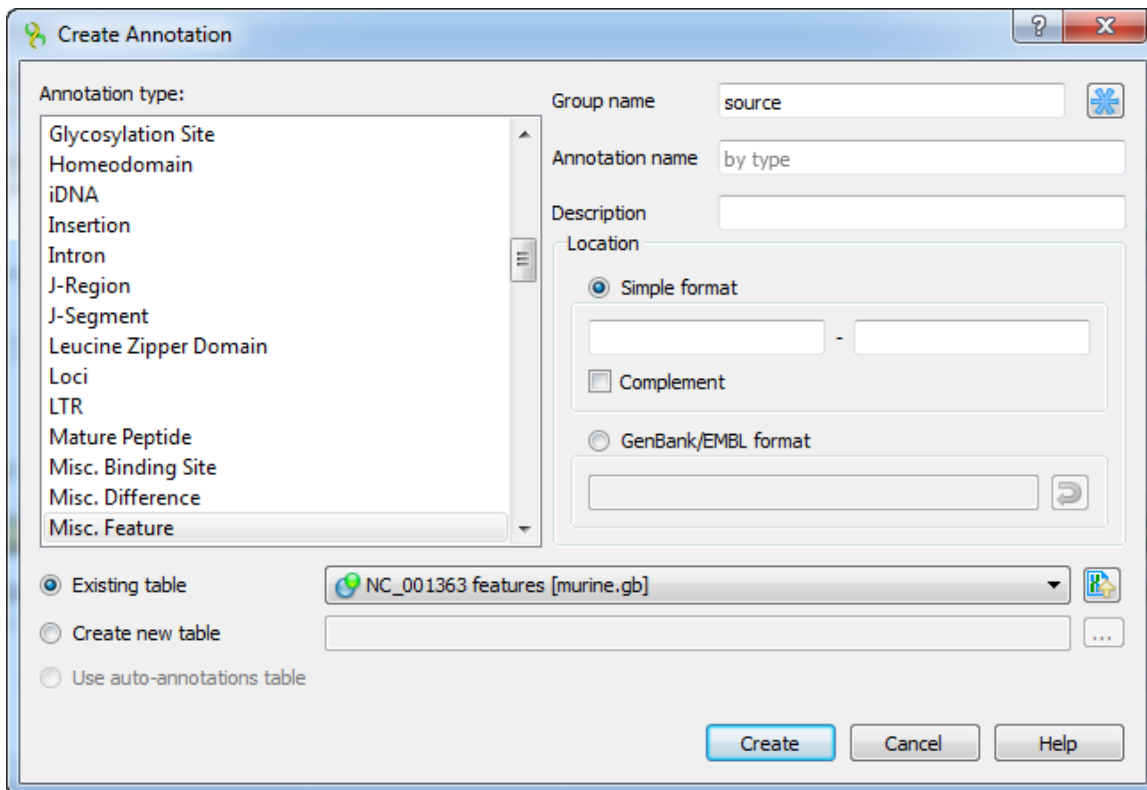 Create Annotation
Annotation type:
Glycosylation Site
Homeodomain
iDNA
Insertion
Intron
J-Region
J-Segment
Leucine Zipper Domain
Loci
LTR
Mature Peptide
Misc. Binding Site
Misc. Difference
Misc. Feature
Group name source
Annotation name by type
Description
Location
Simple format
-
Complement
GenBank/EMBL format
Existing table NC_001363 features [murine.gb]
Create new table ...
Use auto-annotations table
Create Cancel Help